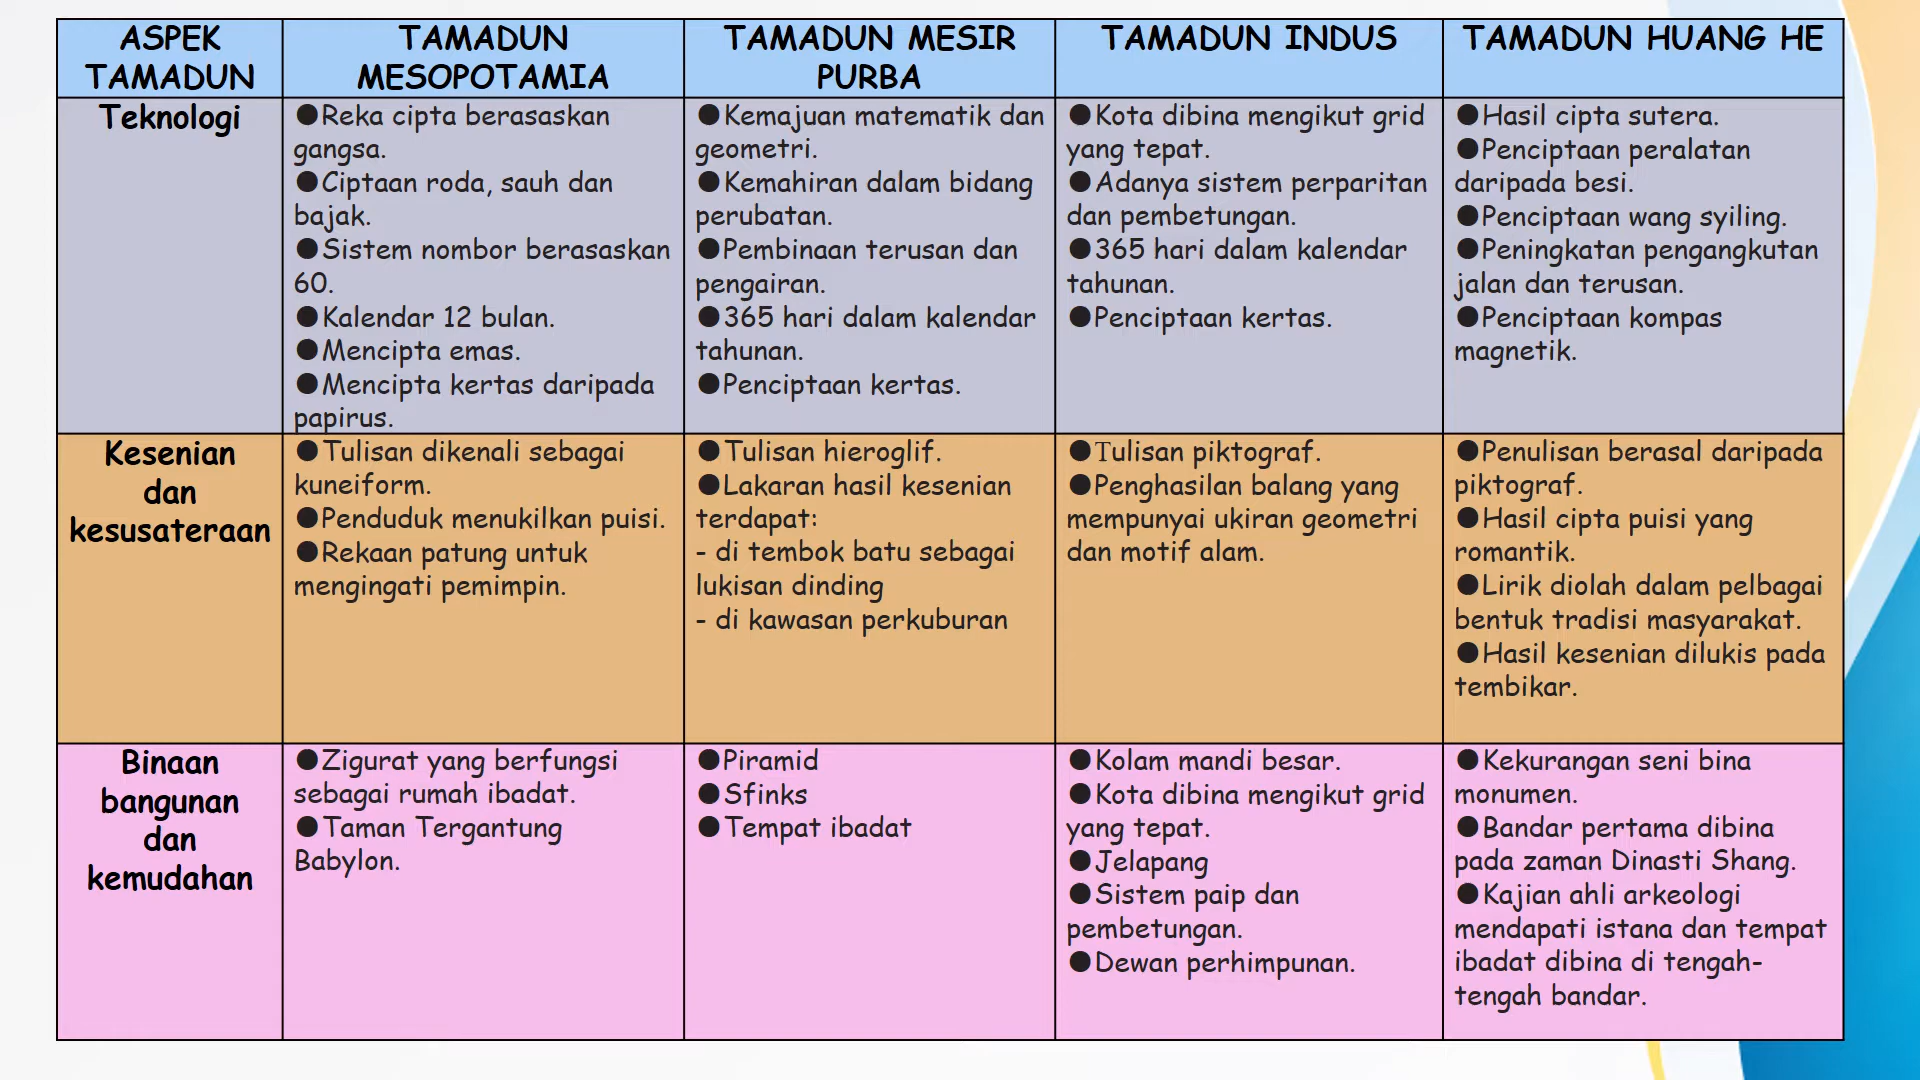 ASPEK
TAMADUN
TAMADUN
MESOPOTAMIA
TAMADUN MESIR
PURBA
TAMADUN INDUS
TAMADUN HUANG HE
Teknologi
●Reka cipta berasaskan
gangsa.
●Ciptaan roda, sauh dan
bajak.
●Sistem nombor berasaskan
60.
●Kalendar 12 bulan.
●Mencipta emas.
●Mencipta kertas daripada
papirus.
●Kemajuan matematik dan
geometri.
●Kemahiran dalam bidang
perubatan.
●Pembinaan terusan dan
pengairan.
●365 hari dalam kalendar
tahunan.
●Penciptaan kertas.
●Kota dibina mengikut grid
yang tepat.
●Adanya sistem perparitan
dan pembetungan.
●365 hari dalam kalendar
tahunan.
●Penciptaan kertas.
●Hasil cipta sutera.
●Penciptaan peralatan
daripada besi.
●Penciptaan wang syiling.
●Peningkatan pengangkutan
jalan dan terusan.
●Penciptaan kompas
magnetik.
Kesenian
dan
kesusateraan
●Tulisan dikenali sebagai
kuneiform.
●Penduduk menukilkan puisi.
●Rekaan patung untuk
mengingati pemimpin.
●Tulisan hieroglif.
●Lakaran hasil kesenian
terdapat:
- di tembok batu sebagai
lukisan dinding
- di kawasan perkuburan
●Tulisan piktograf.
●Penghasilan balang yang
mempunyai ukiran geometri
dan motif alam.
●Penulisan berasal daripada
piktograf.
●Hasil cipta puisi yang
romantik.
●Lirik diolah dalam pelbagai
bentuk tradisi masyarakat.
●Hasil kesenian dilukis pada
tembikar.
Binaan
bangunan
dan
kemudahan
●Zigurat yang berfungsi
sebagai rumah ibadat.
●Taman Tergantung
Babylon.
●Piramid
●Sfinks
●Tempat ibadat
●Kolam mandi besar.
●Kota dibina mengikut grid
yang tepat.
●Jelapang
●Sistem paip dan
pembetungan.
●Dewan perhimpunan.
●Kekurangan seni bina
monumen.
●Bandar pertama dibina
pada zaman Dinasti Shang.
●Kajian ahli arkeologi
mendapati istana dan tempat
ibadat dibina di tengah-
tengah bandar.